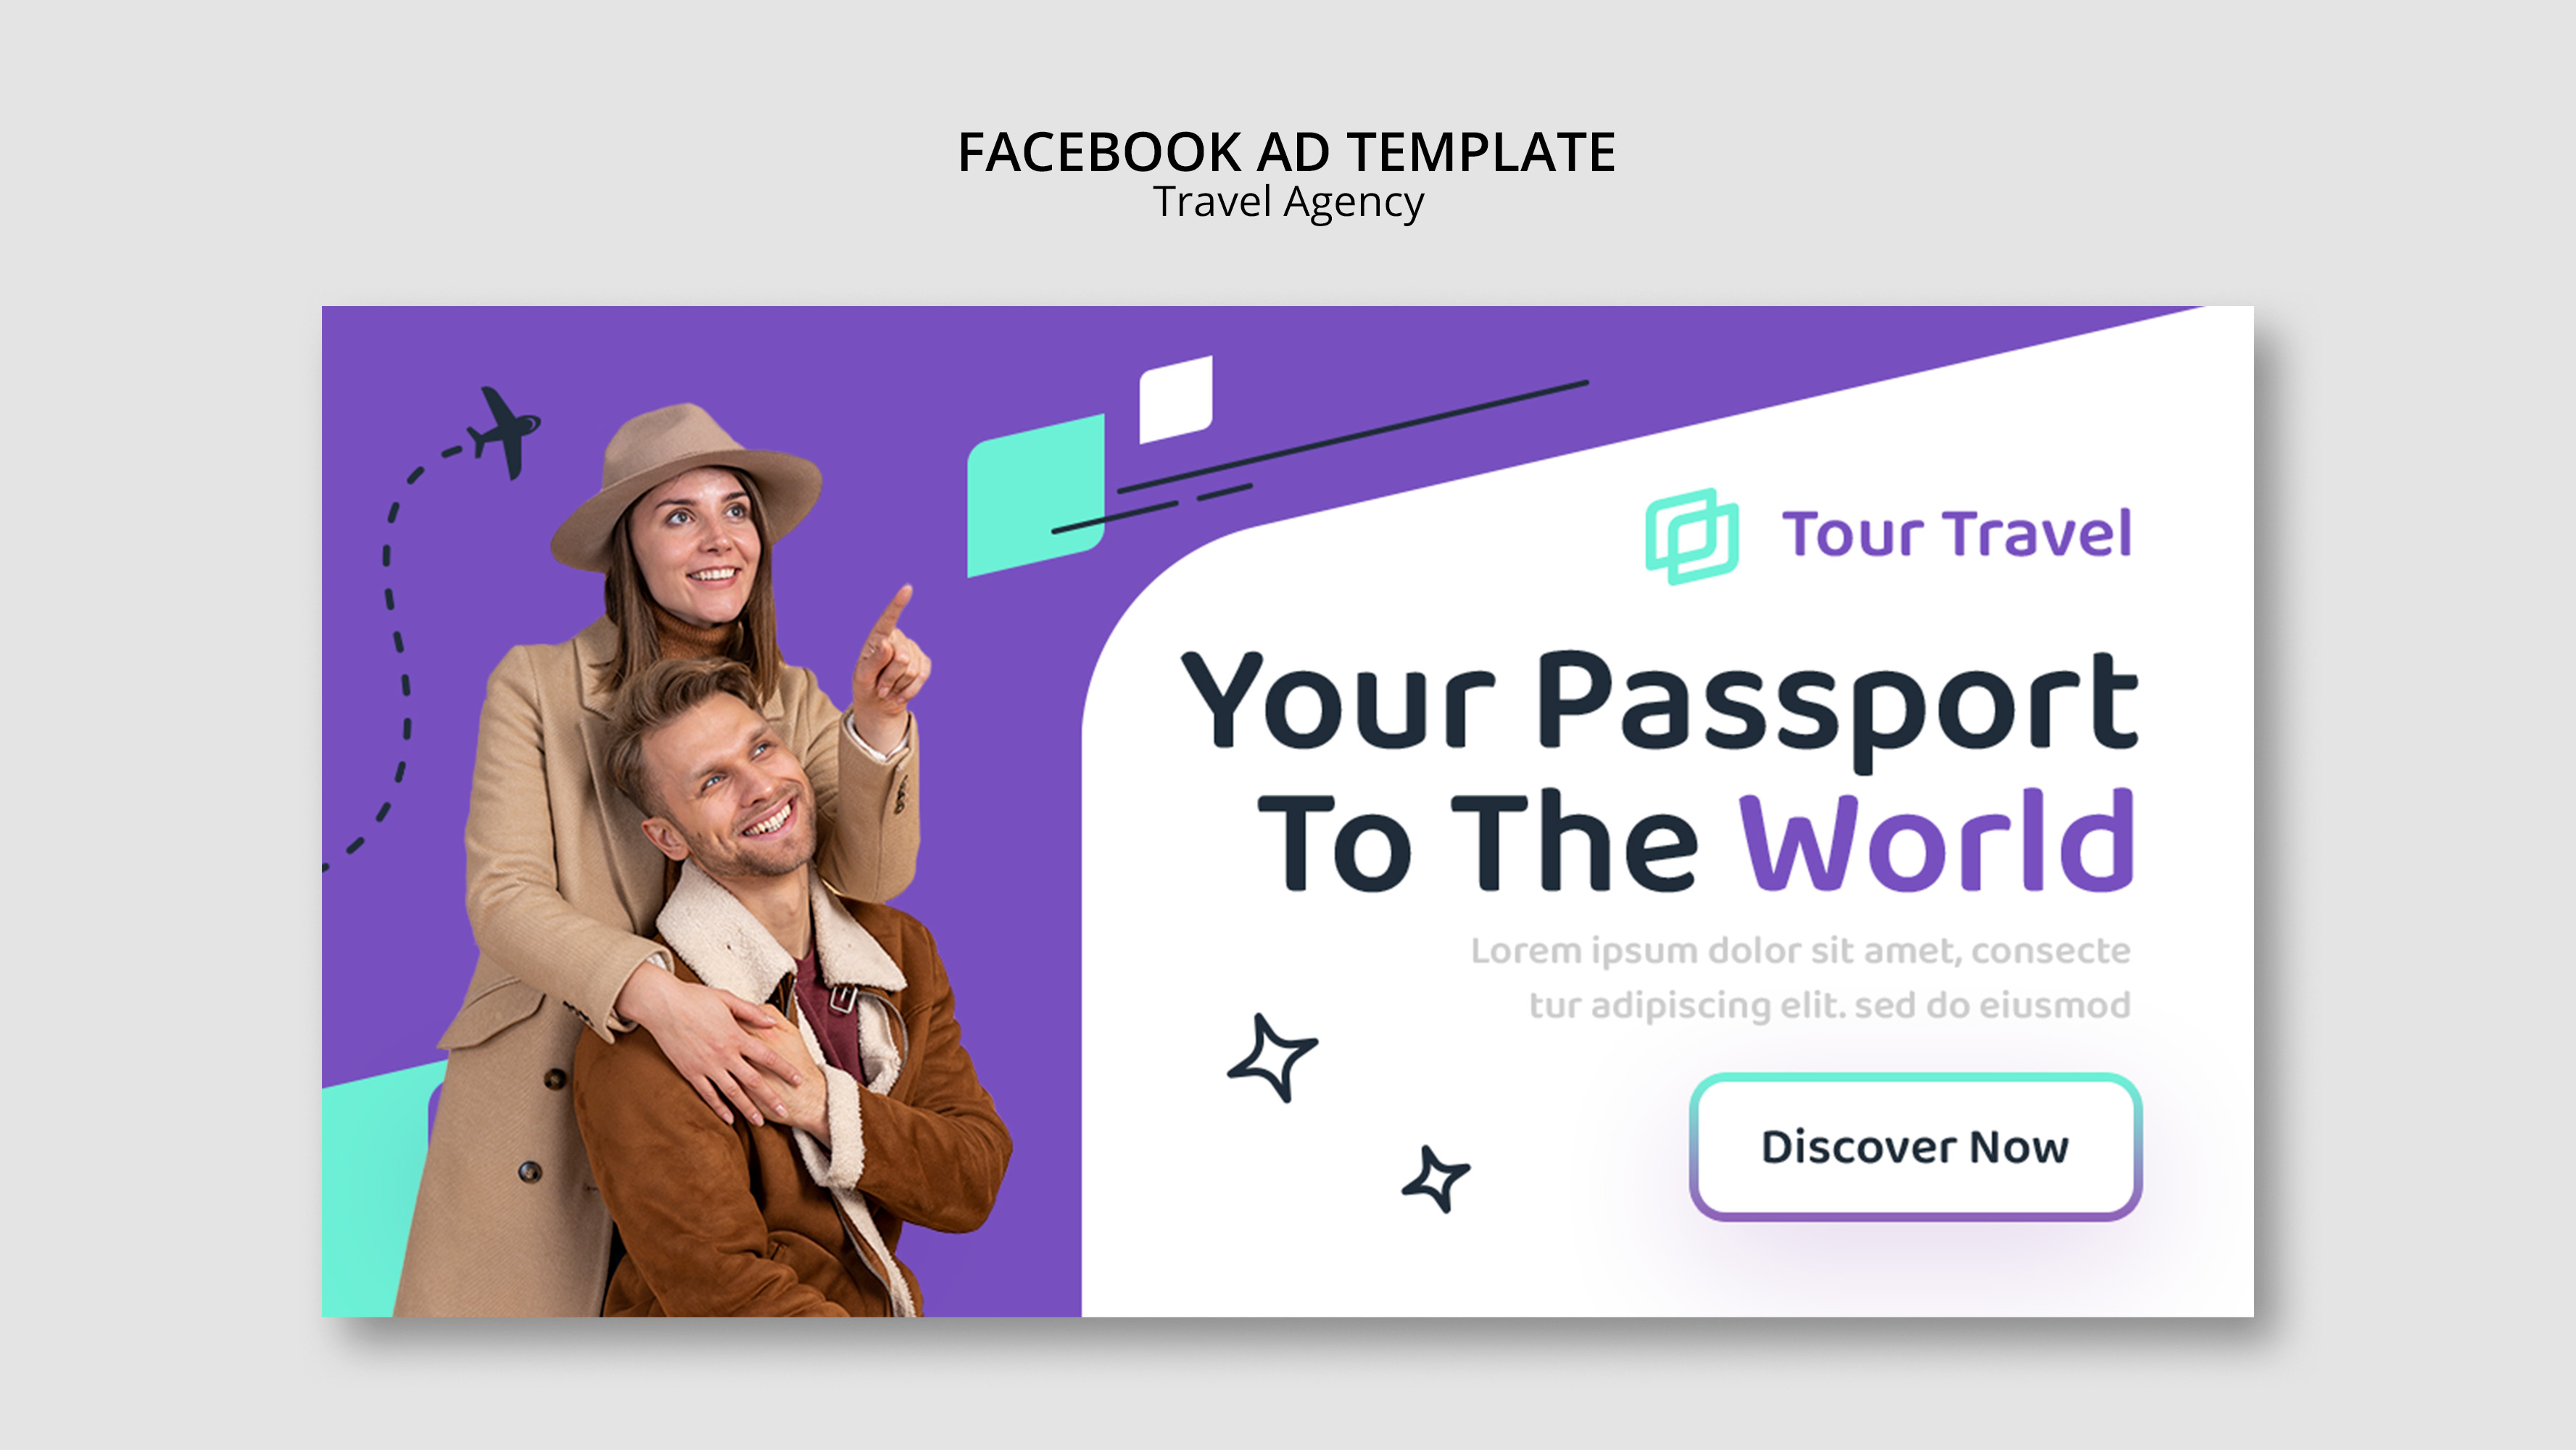 FACEBOOK AD TEMPLATE
Travel Agency
Tour Travel
Your Passport
To The World
Lorem ipsum dolor sit amet, consecte
tur adipiscing elit. sed do eiusmod
Discover Now